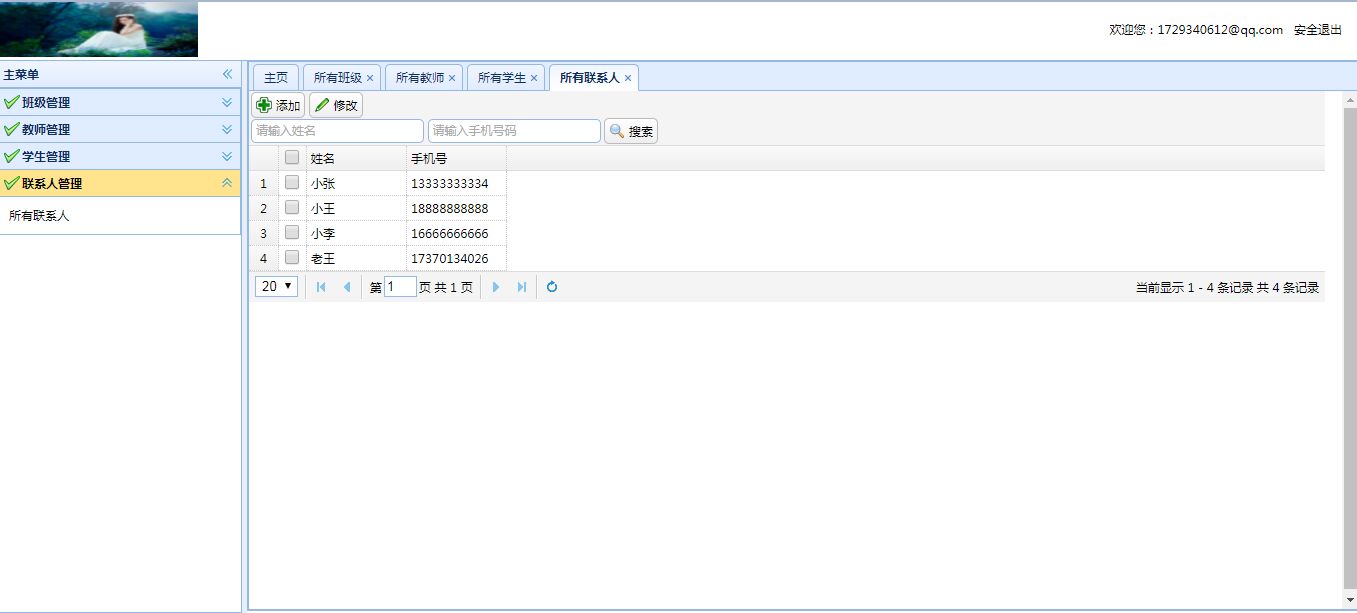 欢迎您：1729340612@qq.com 安全退出
主菜单
主页 所有班级 所有教师 所有学生 所有联系人
班级管理
教师管理
学生管理
联系人管理
所有联系人
添加 修改
请输入姓名 请输入手机号码 搜索
姓名 手机号
1 小张 13333333334
2 小王 18888888888
3 小李 16666666666
4 老王 17370134026
20 第 1 页 共 1 页 当前显示 1 - 4 条记录 共 4 条记录